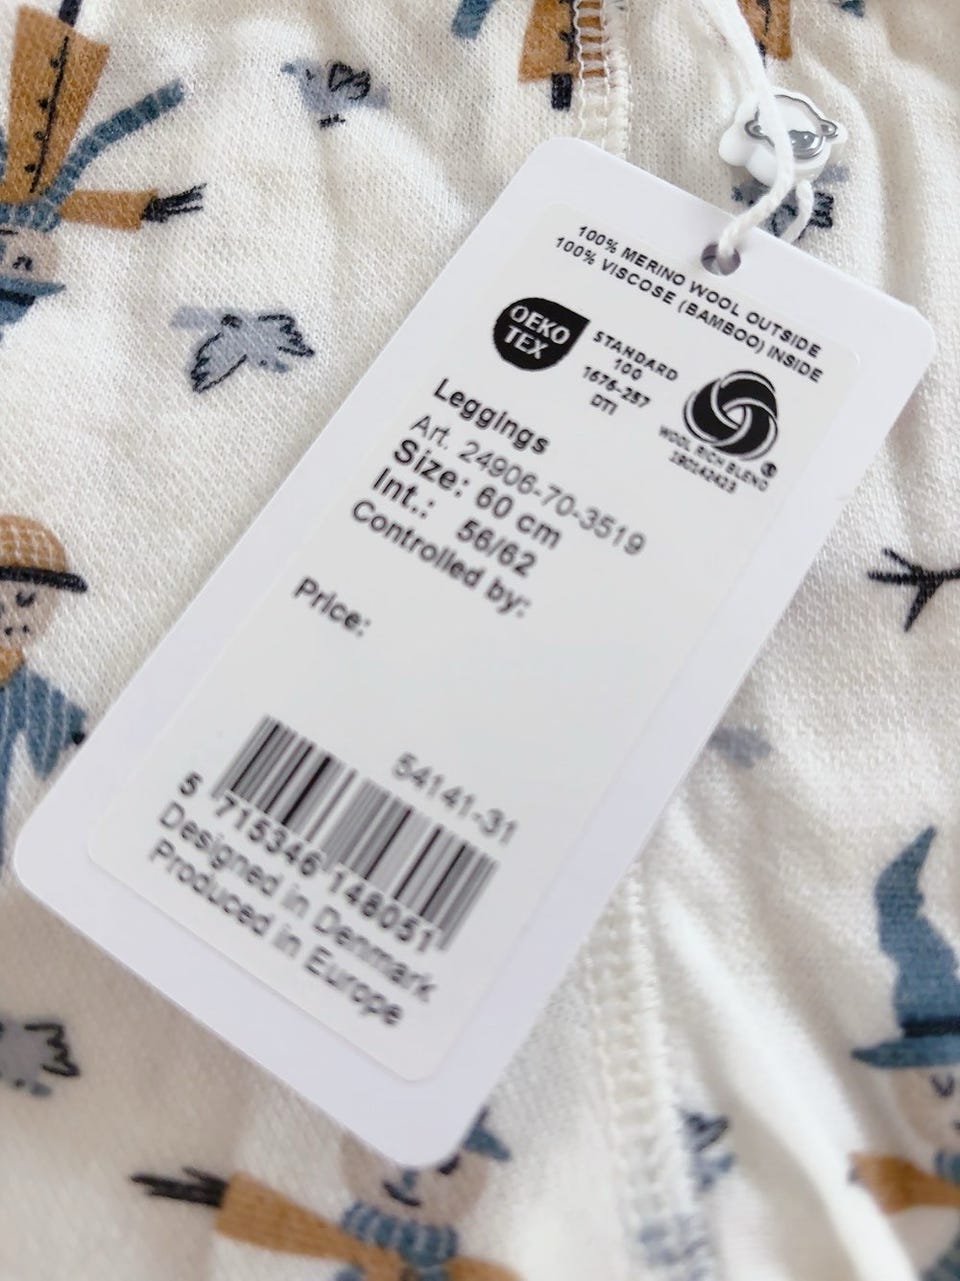 100% MERINO WOOL OUTSIDE
100% VISCOSE (BAMBOO) INSIDE
OEKO
TEX
STANDARD
100
1676-257
DTI
WOOL RICH BLEND
190142423
Leggings
Art. 24906-70-3519
Size: 60 cm
Int.: 56/62
Controlled by:
Price:
54141-31
5 715346 148051
Designed in Denmark
Produced in Europe